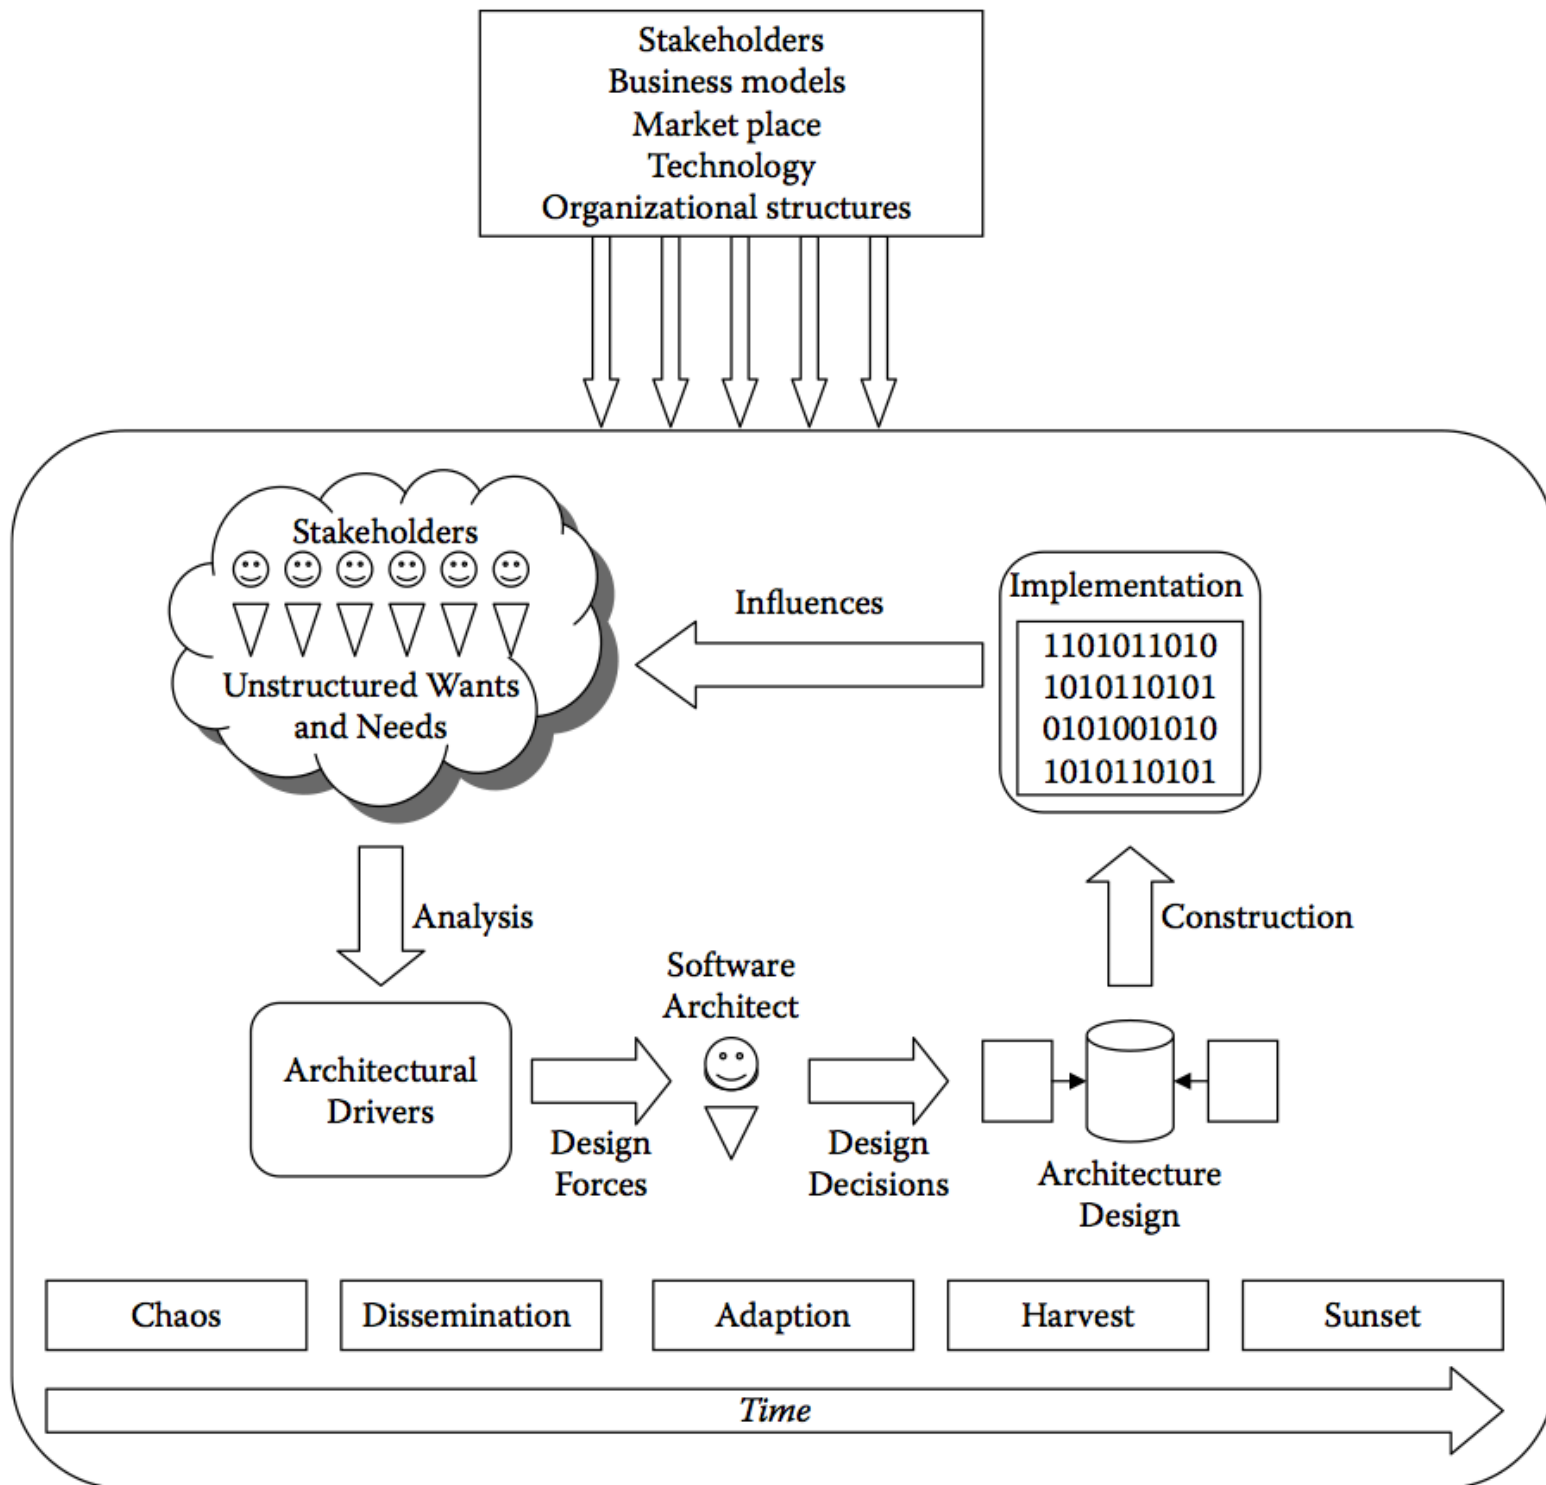 Stakeholders
Business models
Market place
Technology
Organizational structures
Stakeholders
Unstructured Wants
and Needs
Influences
Implementation
1101011010
1010110101
0101001010
1010110101
Analysis
Construction
Software
Architect
Architectural
Drivers
Design
Forces
Design
Decisions
Architecture
Design
Chaos
Dissemination
Adaption
Harvest
Sunset
Time